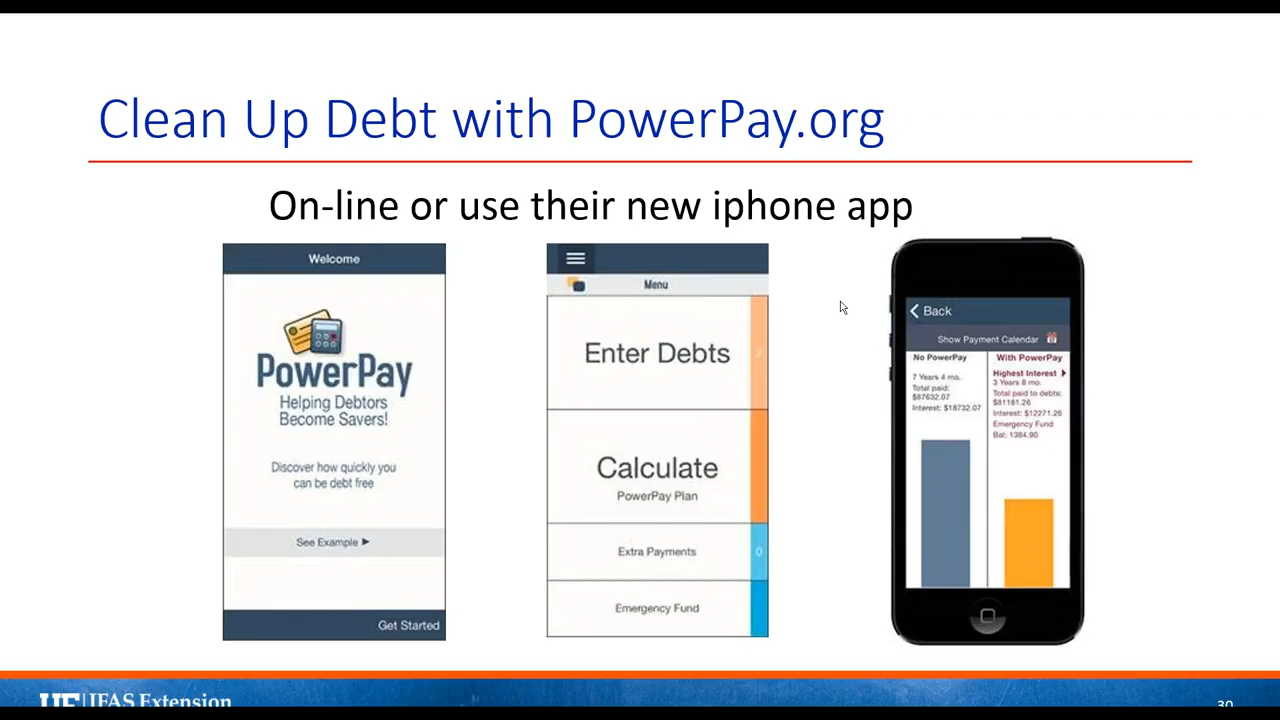 Clean Up Debt with PowerPay.org
On-line or use their new iphone app
Welcome
PowerPay
Helping Debtors
Become Savers!
Discover how quickly you
can be debt free
See Example
Get Started
Menu
Enter Debts
2
Calculate
PowerPay Plan
Extra Payments
0
Emergency Fund
Back
Show Payment Calendar
No PowerPay
7 Years 4 mo.
Total paid:
$87632.07
Interest: $18732.07
With PowerPay
Highest Interest
3 Years 8 mo.
Total paid to debts:
$81181.26
Interest: $12271.26
Emergency Fund
Bal: 1384.90
UF | IFAS Extension
30